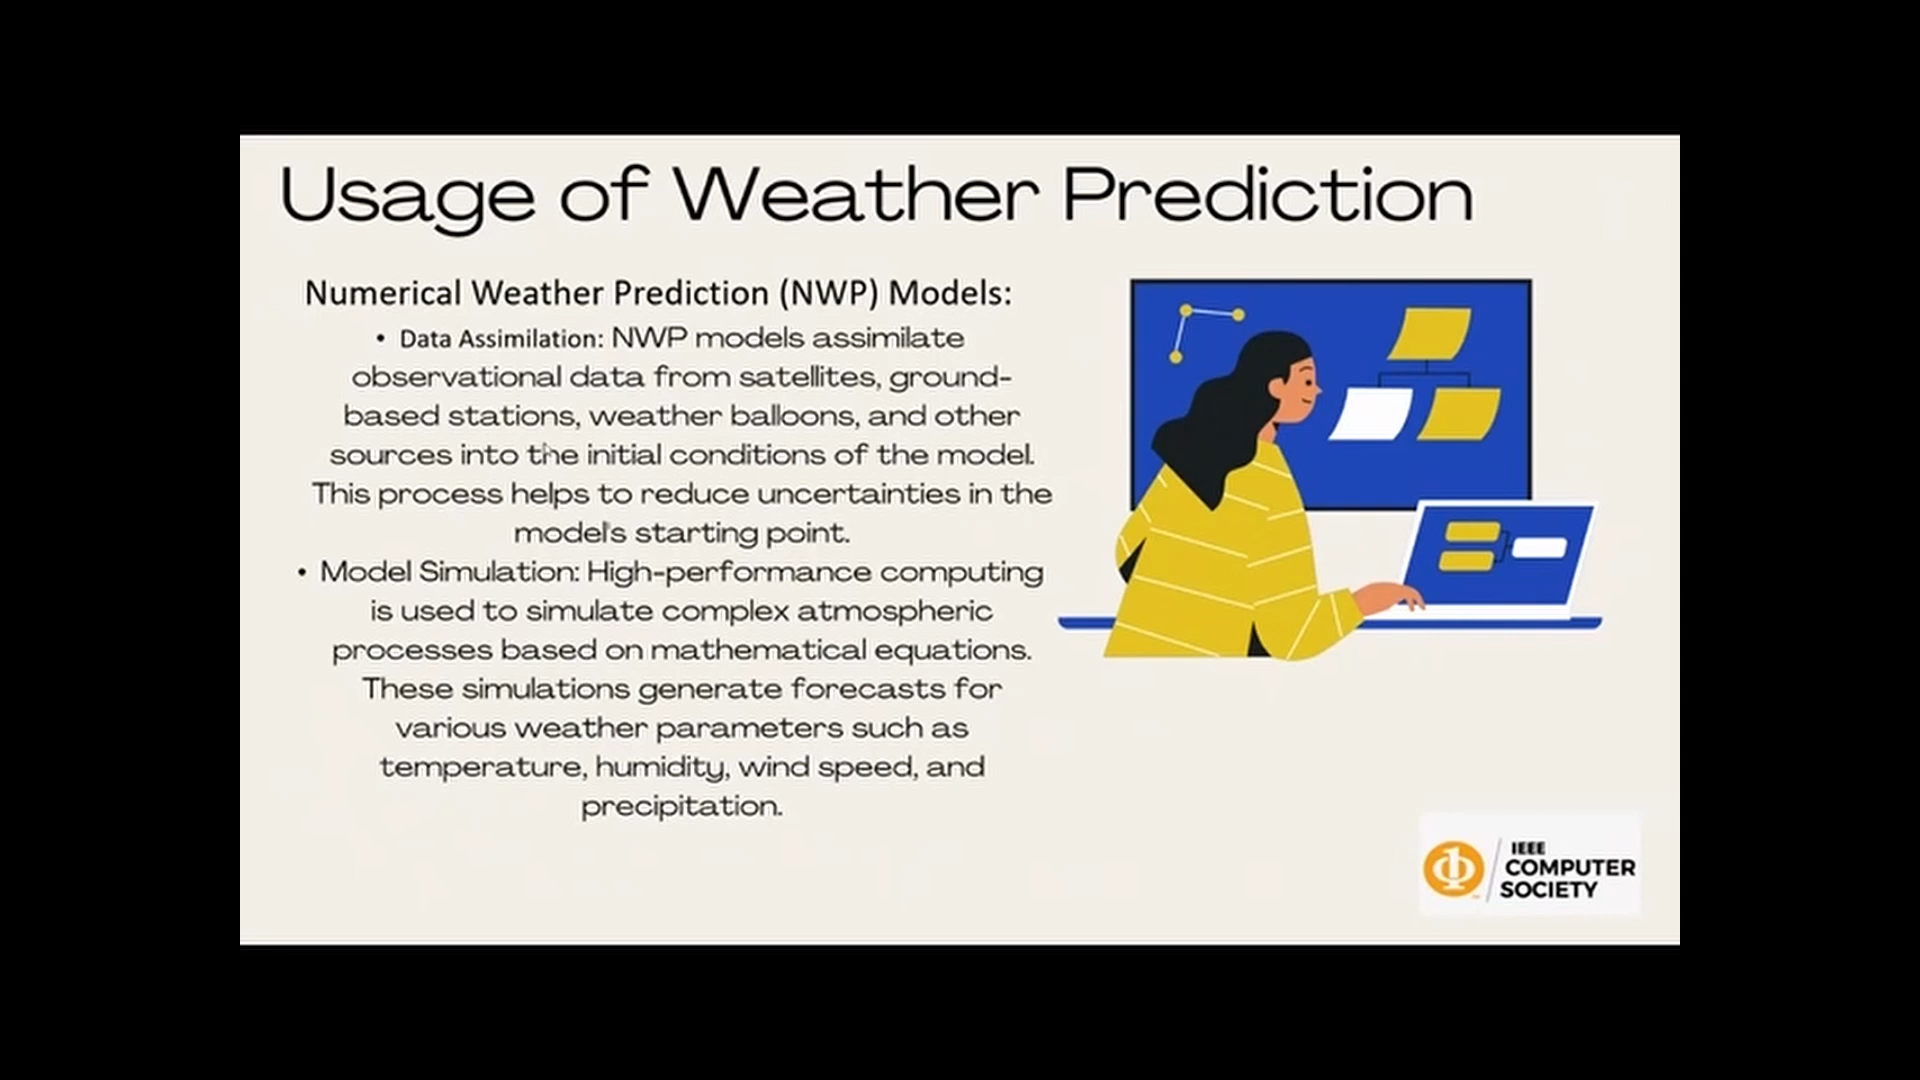 Usage of Weather Prediction
Numerical Weather Prediction (NWP) Models:
• Data Assimilation: NWP models assimilate
observational data from satellites, ground-
based stations, weather balloons, and other
sources into the initial conditions of the model.
This process helps to reduce uncertainties in the
model's starting point.
• Model Simulation: High-performance computing
is used to simulate complex atmospheric
processes based on mathematical equations.
These simulations generate forecasts for
various weather parameters such as
temperature, humidity, wind speed, and
precipitation.
IEEE
COMPUTER
SOCIETY